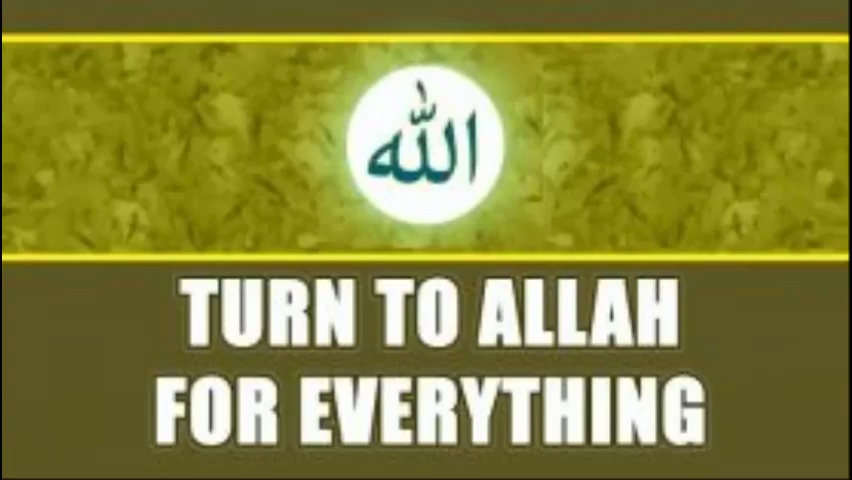 الله
TURN TO ALLAH
FOR EVERYTHING